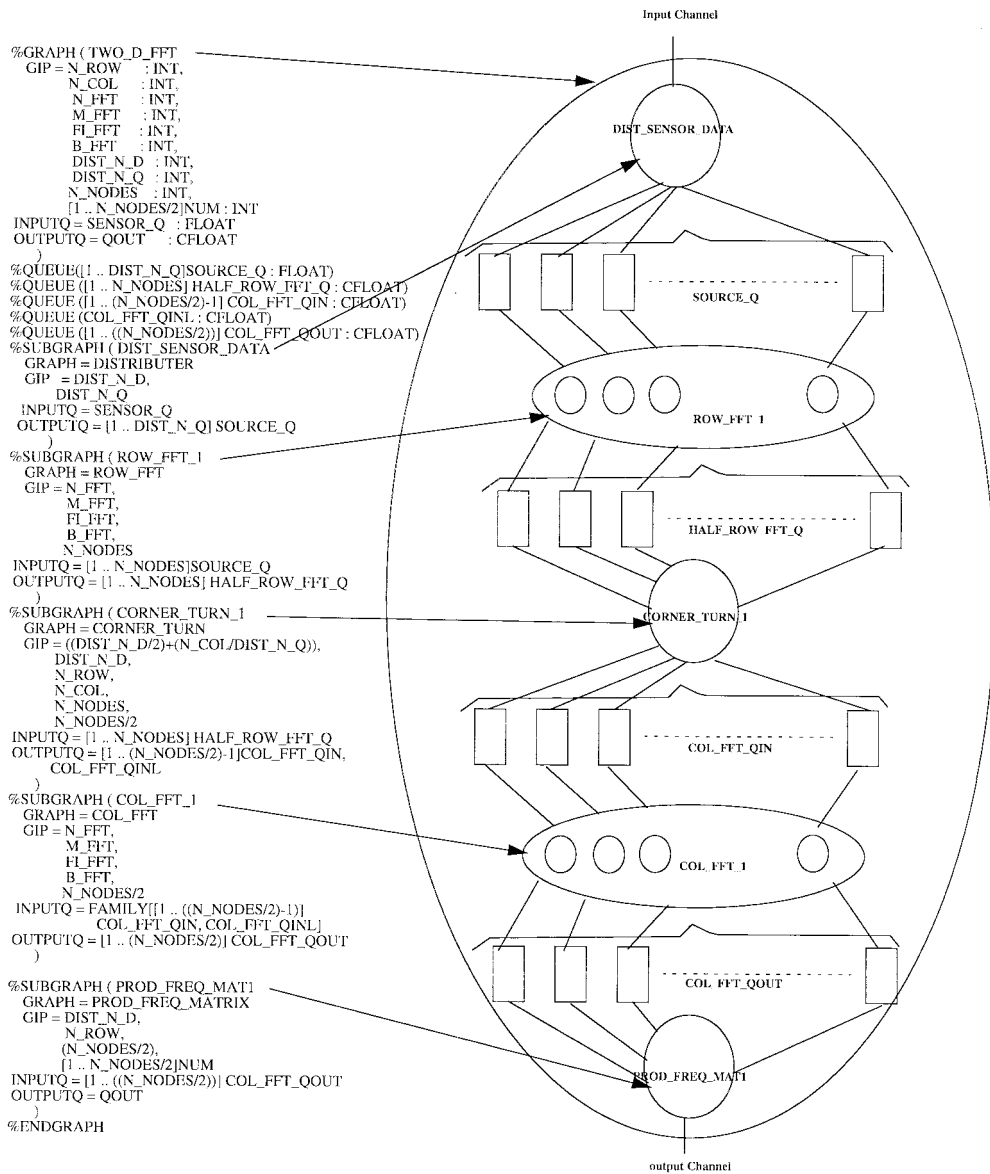 Input Channel
%GRAPH ( TWO_D_FFT
GIP = N_ROW : INT,
N_COL : INT,
N_FFT : INT,
M_FFT : INT,
FI_FFT : INT,
B_FFT : INT,
DIST_N_D : INT,
DIST_N_Q : INT,
N_NODES : INT,
[1 .. N_NODES/2]NUM : INT
INPUTQ = SENSOR_Q : FLOAT
OUTPUTQ = QOUT : CFLOAT
)
%QUEUE([1 .. DIST_N_Q]SOURCE_Q : FLOAT)
%QUEUE ([1 .. N_NODES] HALF_ROW_FFT_Q : CFLOAT)
%QUEUE ([1 .. (N_NODES/2)-1] COL_FFT_QIN : CFLOAT)
%QUEUE (COL_FFT_QINL : CFLOAT)
%QUEUE ([1 .. ((N_NODES/2))] COL_FFT_QOUT : CFLOAT)
%SUBGRAPH ( DIST_SENSOR_DATA
GRAPH = DISTRIBUTER
GIP = DIST_N_D,
DIST_N_Q
INPUTQ = SENSOR_Q
OUTPUTQ = [1 .. DIST_N_Q] SOURCE_Q
)
%SUBGRAPH ( ROW_FFT_1
GRAPH = ROW_FFT
GIP = N_FFT,
M_FFT,
FI_FFT,
B_FFT,
N_NODES
INPUTQ = [1 .. N_NODES]SOURCE_Q
OUTPUTQ = [1 .. N_NODES] HALF_ROW_FFT_Q
)
%SUBGRAPH ( CORNER_TURN_1
GRAPH = CORNER_TURN
GIP = ((DIST_N_D/2)+(N_COL/DIST_N_Q)),
DIST_N_D,
N_ROW,
N_COL,
N_NODES,
N_NODES/2
INPUTQ = [1 .. N_NODES] HALF_ROW_FFT_Q
OUTPUTQ = [1 .. (N_NODES/2)-1]COL_FFT_QIN,
COL_FFT_QINL
)
%SUBGRAPH ( COL_FFT_1
GRAPH = COL_FFT
GIP = N_FFT,
M_FFT,
FI_FFT,
B_FFT,
N_NODES/2
INPUTQ = FAMILY[[1 .. ((N_NODES/2)-1)]
COL_FFT_QIN, COL_FFT_QINL]
OUTPUTQ = [1 .. (N_NODES/2)] COL_FFT_QOUT
)
%SUBGRAPH ( PROD_FREQ_MAT1
GRAPH = PROD_FREQ_MATRIX
GIP = DIST_N_D,
N_ROW,
(N_NODES/2),
[1 .. N_NODES/2]NUM
INPUTQ = [1 .. ((N_NODES/2))] COL_FFT_QOUT
OUTPUTQ = QOUT
)
%ENDGRAPH
DIST_SENSOR_DATA
SOURCE_Q
ROW_FFT_1
HALF_ROW_FFT_Q
CORNER_TURN_1
COL_FFT_QIN
COL_FFT_1
COL_FFT_QOUT
PROD_FREQ_MAT1
output Channel